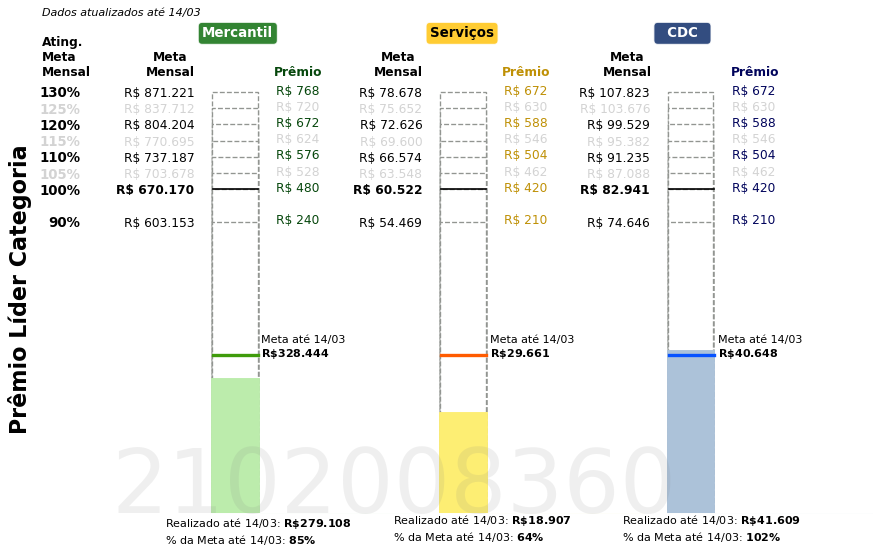 Dados atualizados até 14/03
Mercantil Serviços CDC
Ating. Meta Mensal
Meta Mensal Prêmio Meta Mensal Prêmio Meta Mensal Prêmio
130% R$ 871.221 R$ 768 R$ 78.678 R$ 672 R$ 107.823 R$ 672
125% R$ 837.712 R$ 720 R$ 75.652 R$ 630 R$ 103.676 R$ 630
120% R$ 804.204 R$ 672 R$ 72.626 R$ 588 R$ 99.529 R$ 588
115% R$ 770.695 R$ 624 R$ 69.600 R$ 546 R$ 95.382 R$ 546
110% R$ 737.187 R$ 576 R$ 66.574 R$ 504 R$ 91.235 R$ 504
105% R$ 703.678 R$ 528 R$ 63.548 R$ 462 R$ 87.088 R$ 462
100% R$ 670.170 R$ 480 R$ 60.522 R$ 420 R$ 82.941 R$ 420
90% R$ 603.153 R$ 240 R$ 54.469 R$ 210 R$ 74.646 R$ 210
Prêmio Líder Categoria
Meta até 14/03 Meta até 14/03 Meta até 14/03
R$328.444 R$29.661 R$40.648
2102008360
Realizado até 14/03: R$279.108 Realizado até 14/03: R$18.907 Realizado até 14/03: R$41.609
% da Meta até 14/03: 85% % da Meta até 14/03: 64% % da Meta até 14/03: 102%